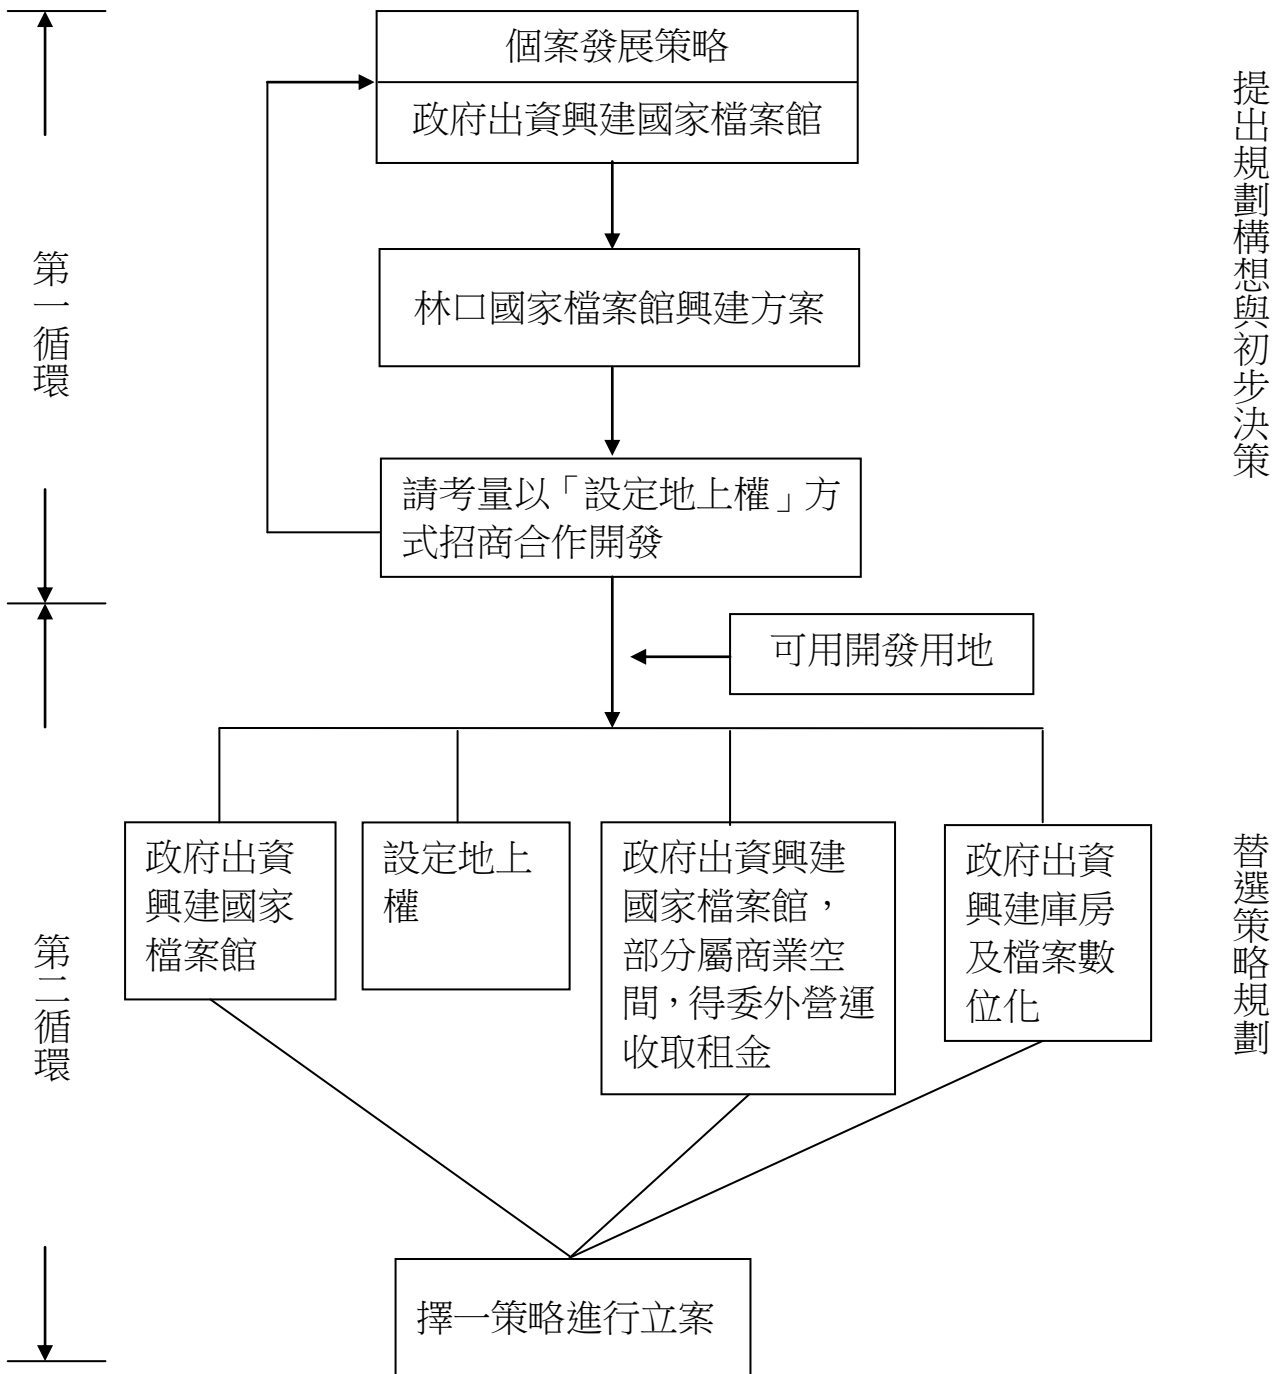 個案發展策略
政府出資興建國家檔案館
提出規劃構想與初步決策
第一循環
林口國家檔案館興建方案
請考量以「設定地上權」方
式招商合作開發
可用開發用地
政府出資
興建國家
檔案館
設定地上
權
政府出資興建
國家檔案館，
部分屬商業空
間，得委外營運
收取租金
政府出資
興建庫房
及檔案數
位化
替選策略規劃
第二循環
擇一策略進行立案